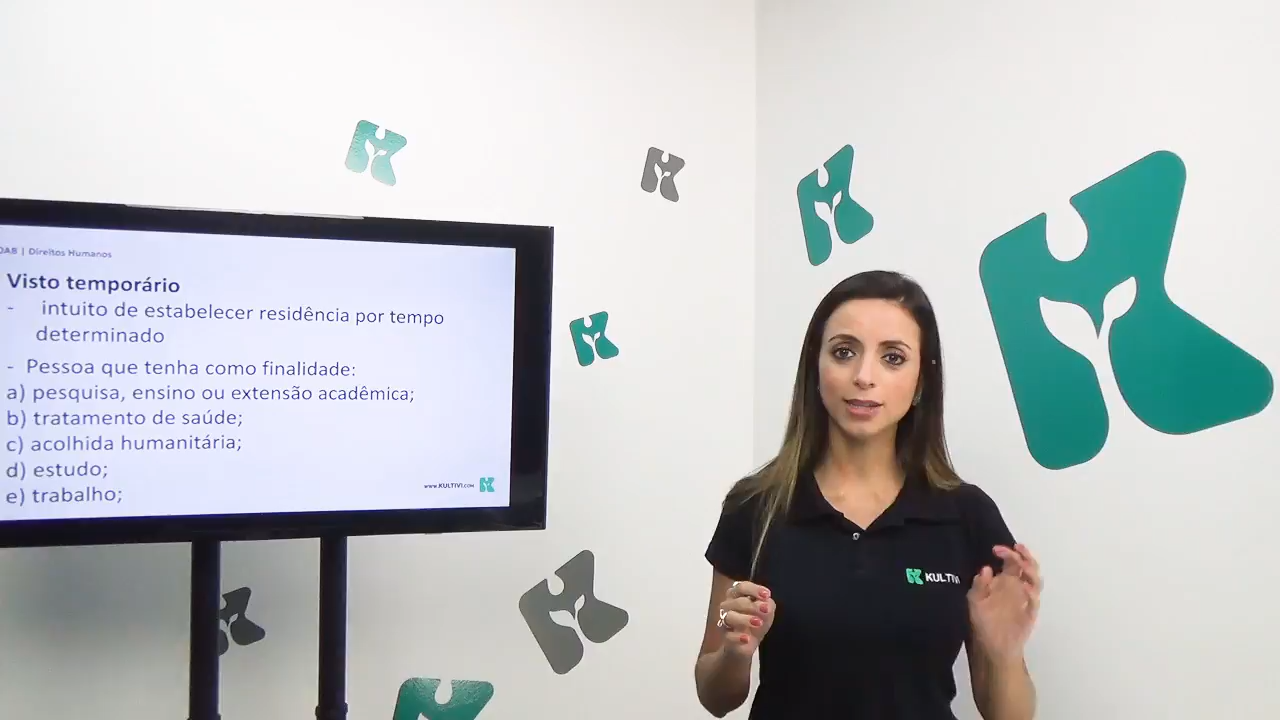 OAB | Direitos Humanos
Visto temporário
- intuito de estabelecer residência por tempo
determinado
- Pessoa que tenha como finalidade:
a) pesquisa, ensino ou extensão acadêmica;
b) tratamento de saúde;
c) acolhida humanitária;
d) estudo;
e) trabalho;
www.KULTIVI.COM
KULTIVI